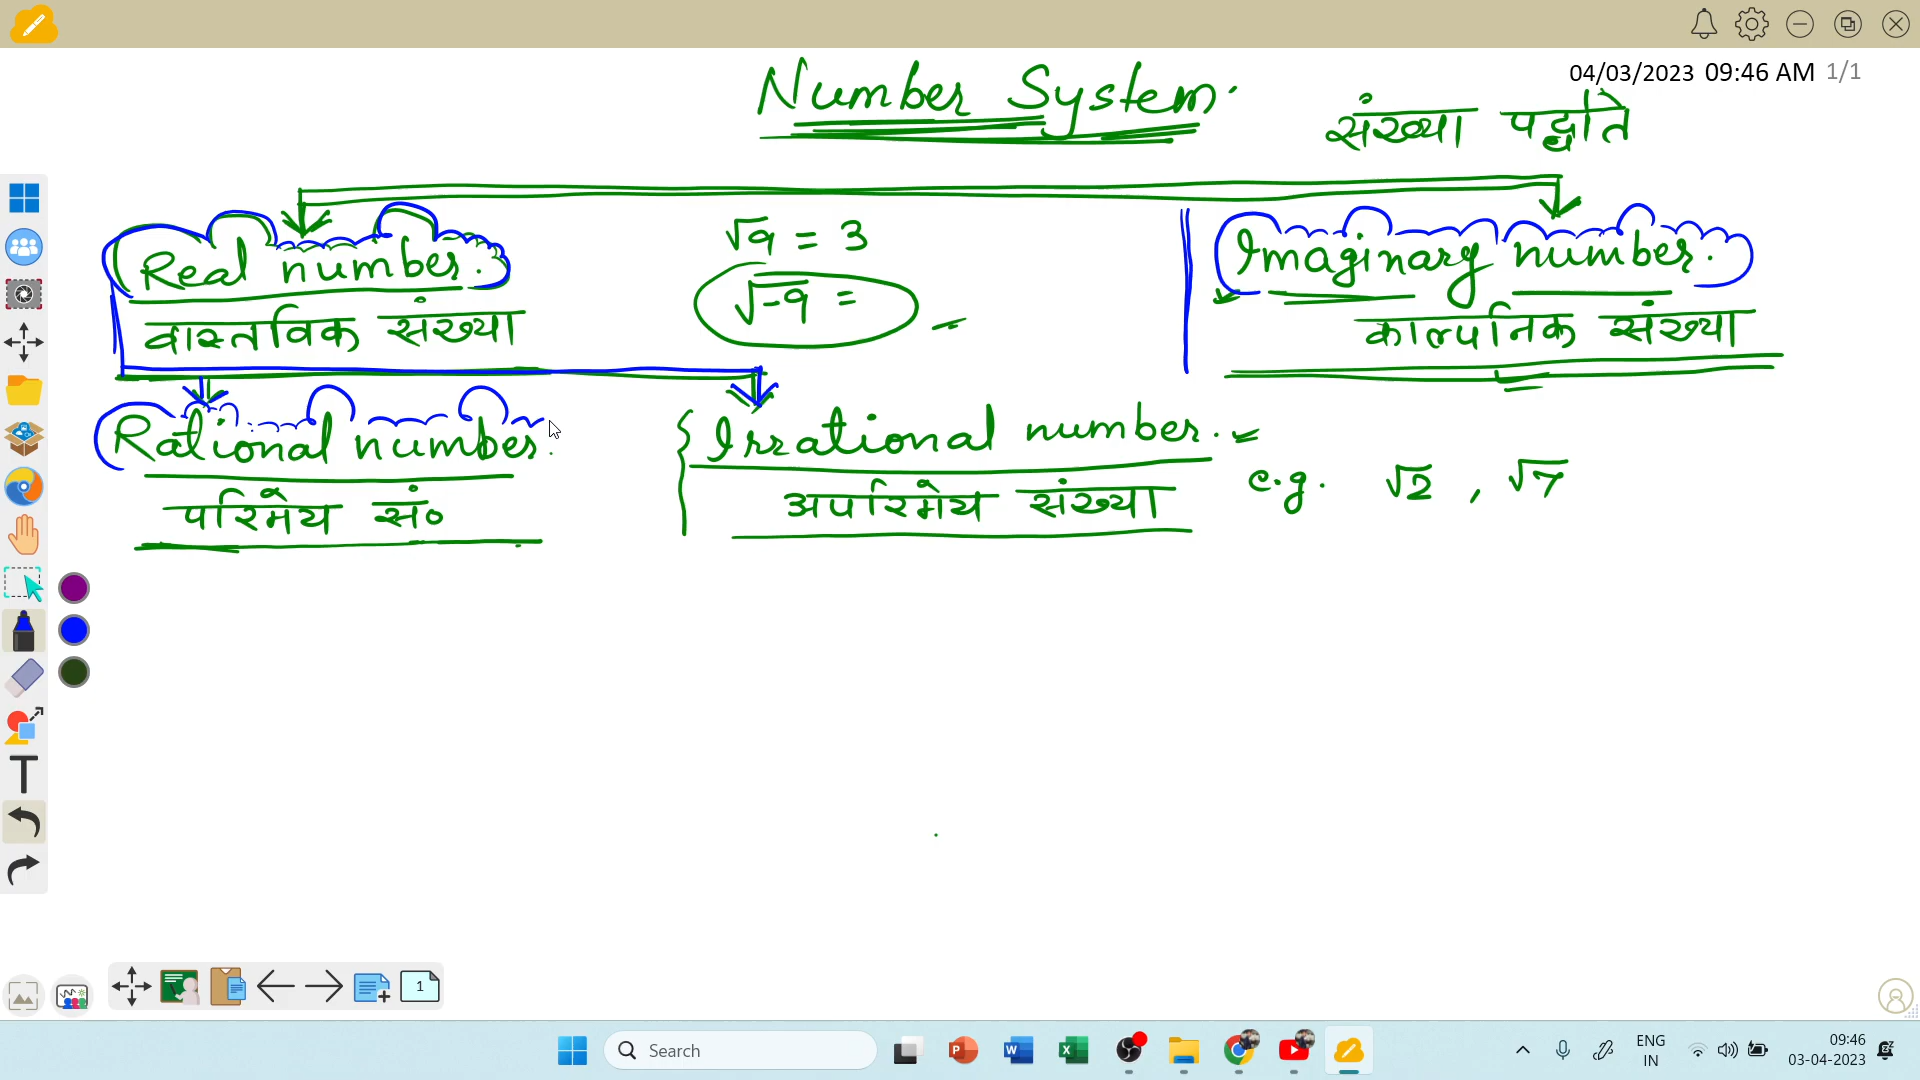 04/03/2023 09:46 AM 1/1
Number System.
संख्या पद्धति
Real number.
वास्तविक संख्या
√9 = 3
√-9 =
Imaginary number.
काल्पनिक संख्या
Rational number.
परिमेय सं०
Irrational number.
अपरिमेय संख्या
e.g. √2 , √7
1
Search
ENG
IN
09:46
03-04-2023